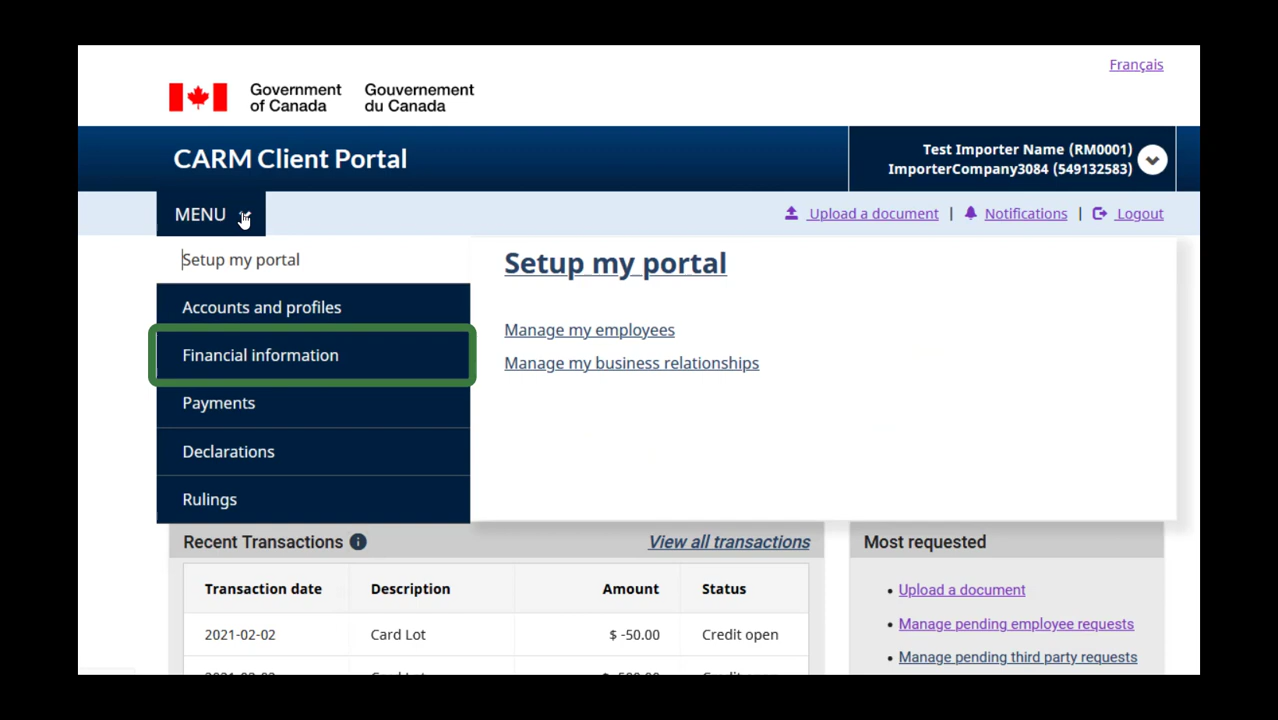 Français
Government of Canada
Gouvernement du Canada
CARM Client Portal
Test Importer Name (RM0001)
ImporterCompany3084 (549132583)
MENU
Upload a document | Notifications | Logout
Setup my portal
Accounts and profiles
Financial information
Payments
Declarations
Rulings
Setup my portal
Manage my employees
Manage my business relationships
Recent Transactions
View all transactions
Transaction date Description Amount Status
2021-02-02 Card Lot $ -50.00 Credit open
Most requested
• Upload a document
• Manage pending employee requests
• Manage pending third party requests